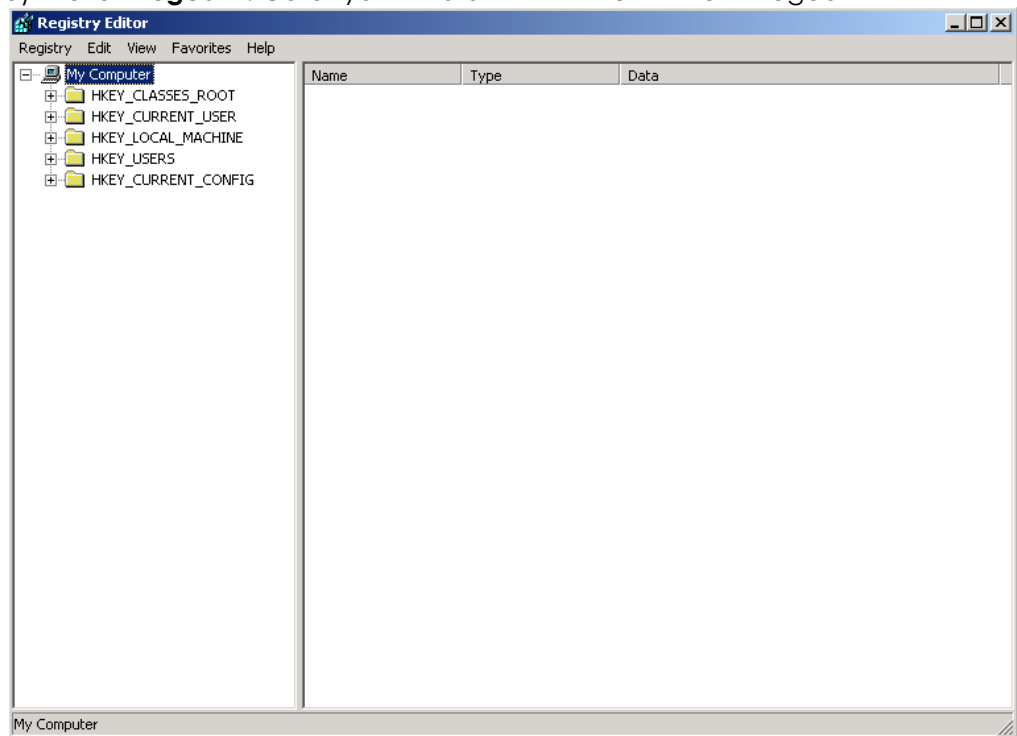 Registry Editor
Registry Edit View Favorites Help
My Computer
Name Type Data
HKEY_CLASSES_ROOT
HKEY_CURRENT_USER
HKEY_LOCAL_MACHINE
HKEY_USERS
HKEY_CURRENT_CONFIG
My Computer